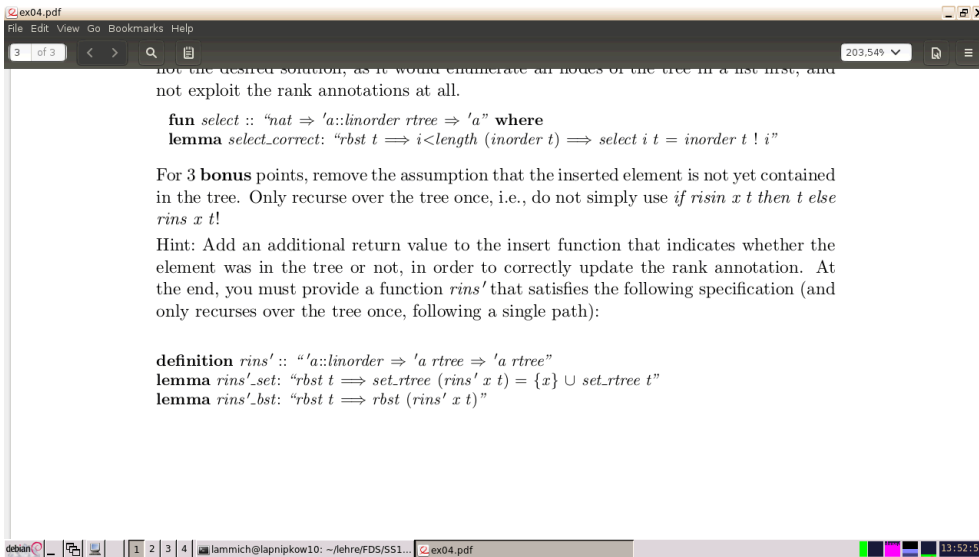 ex04.pdf
File Edit View Go Bookmarks Help
3 of 3 203,54%
not the desired solution, as it would enumerate all nodes of the tree in a list first, and
not exploit the rank annotations at all.
fun select :: “nat ⇒ 'a::linorder rtree ⇒ 'a” where
lemma select_correct: “rbst t ⟹ i<length (inorder t) ⟹ select i t = inorder t ! i”
For 3 bonus points, remove the assumption that the inserted element is not yet contained
in the tree. Only recurse over the tree once, i.e., do not simply use if risin x t then t else
rins x t!
Hint: Add an additional return value to the insert function that indicates whether the
element was in the tree or not, in order to correctly update the rank annotation. At
the end, you must provide a function rins' that satisfies the following specification (and
only recurses over the tree once, following a single path):
definition rins' :: “'a::linorder ⇒ 'a rtree ⇒ 'a rtree”
lemma rins'_set: “rbst t ⟹ set_rtree (rins' x t) = {x} ∪ set_rtree t”
lemma rins'_bst: “rbst t ⟹ rbst (rins' x t)”
debian 1 2 3 4 lammich@lapnipkow10: ~/lehre/FDS/SS1... ex04.pdf 13:52:5